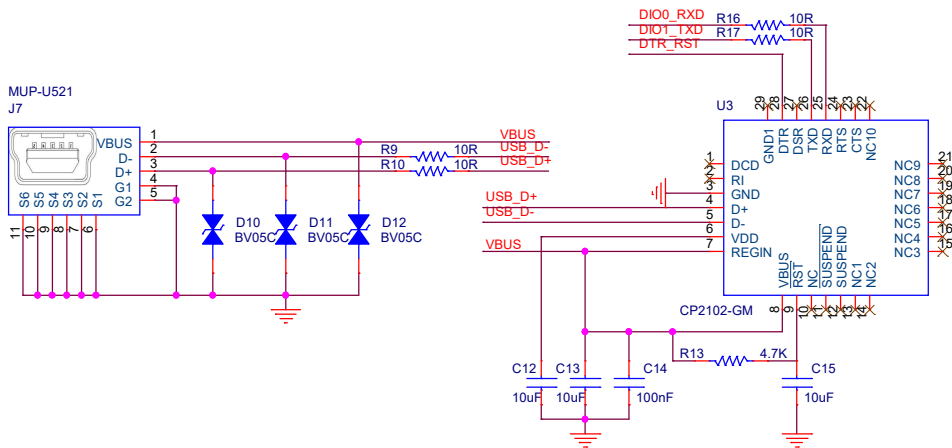 DIO0_RXD R16 10R
DIO1_TXD R17 10R
DTR_RST
MUP-U521
J7
VBUS 1
D- 2
D+ 3
G1 4
G2 5
S6 S5 S4 S3 S2 S1
11 10 9 8 7 6
VBUS
R9 10R USB_D-
R10 10R USB_D+
D10 BV05C
D11 BV05C
D12 BV05C
U3
29 28 27 26 25 24 23 22
GND1 DTR DSR TXD RXD RTS CTS NC10
1 DCD
2 RI
3 GND
USB_D+ 4 D+
USB_D- 5 D-
6 VDD
VBUS 7 REGIN
NC9 21
NC8 20
NC7 19
NC6 18
NC5 17
NC4 16
NC3 15
VBUS RST NC SUSPEND SUSPEND NC1 NC2
8 9 10 11 12 13 14
CP2102-GM
R13 4.7K
C12 C13 C14 C15
10uF 10uF 100nF 10uF